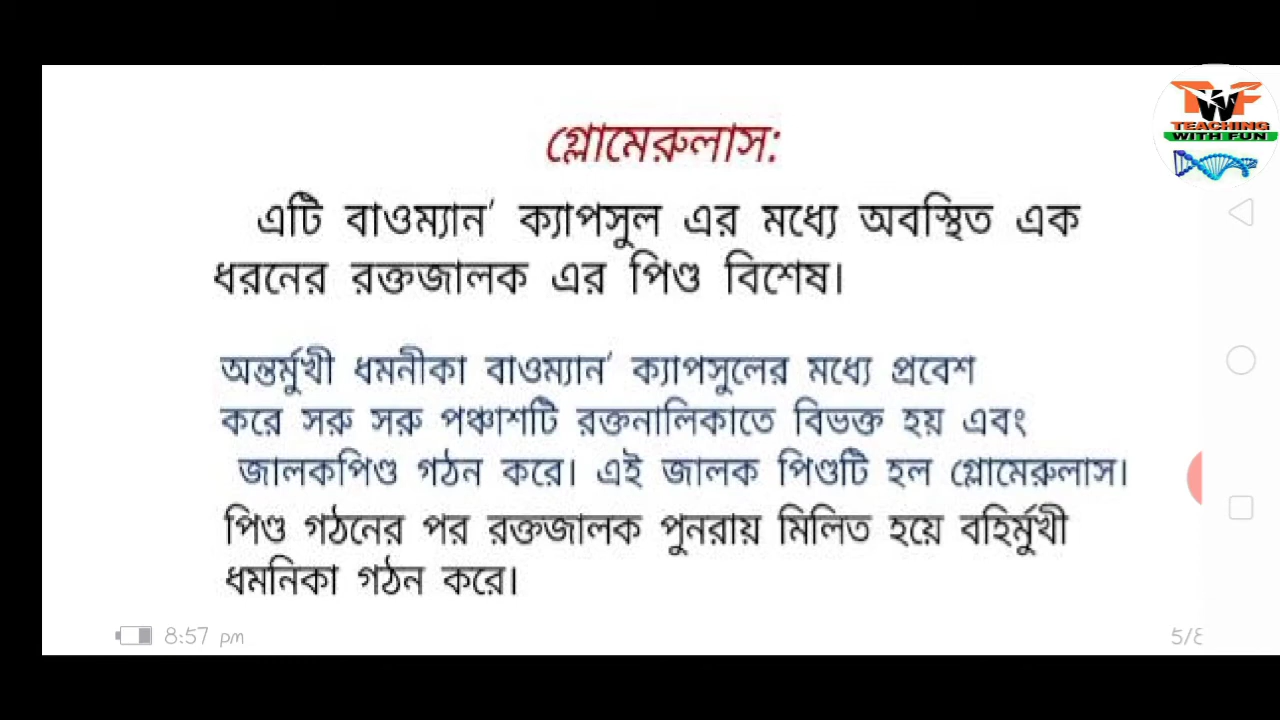 TWF
TEACHING
WITH FUN
গ্লোমেরুলাস:
এটি বাওম্যান' ক্যাপসুল এর মধ্যে অবস্থিত এক
ধরনের রক্তজালক এর পিণ্ড বিশেষ।
অন্তর্মুখী ধমনীকা বাওম্যান' ক্যাপসুলের মধ্যে প্রবেশ
করে সরু সরু পঞ্চাশটি রক্তনালিকাতে বিভক্ত হয় এবং
জালকপিণ্ড গঠন করে। এই জালক পিণ্ডটি হল গ্লোমেরুলাস।
পিণ্ড গঠনের পর রক্তজালক পুনরায় মিলিত হয়ে বহির্মুখী
ধমনিকা গঠন করে।
8:57 pm